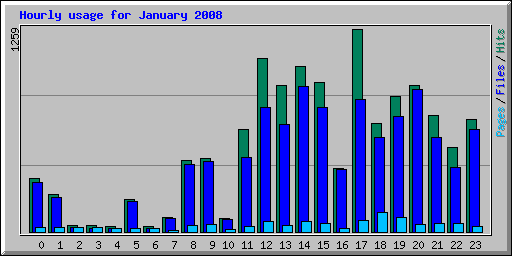 Hourly usage for January 2008
1259
Pages/Files/Hits
0 1 2 3 4 5 6 7 8 9 10 11 12 13 14 15 16 17 18 19 20 21 22 23